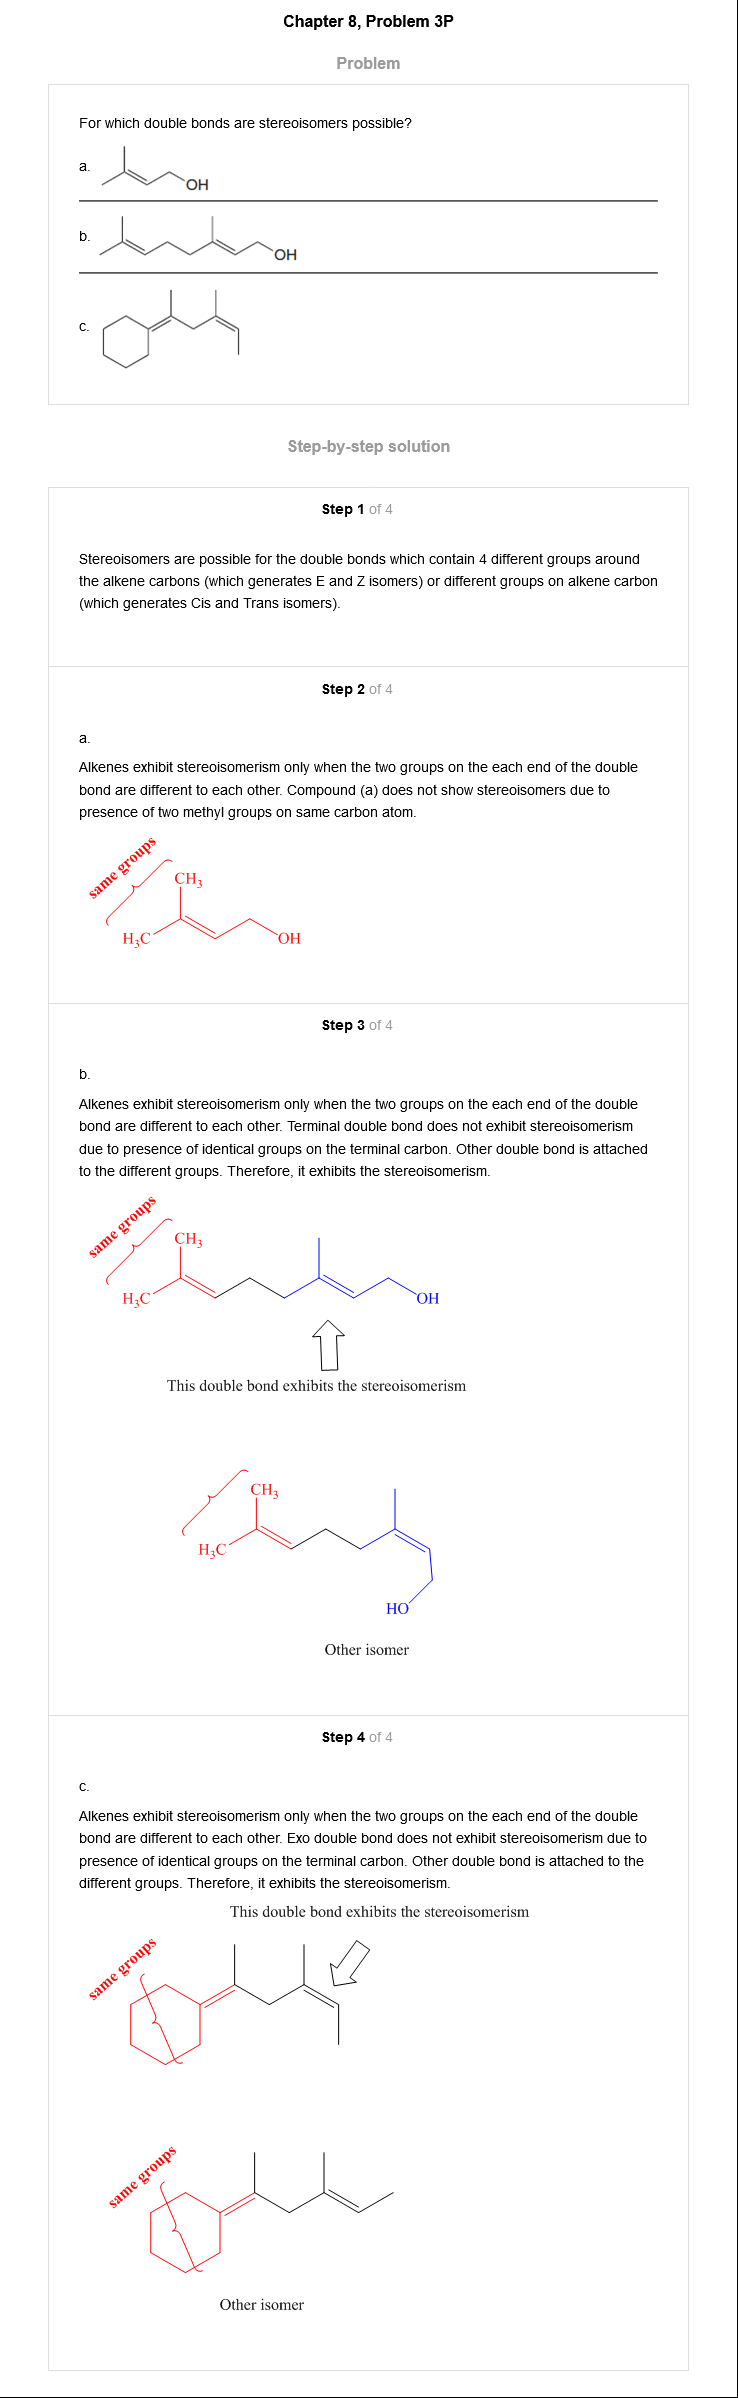 Chapter 8, Problem 3P
Problem
For which double bonds are stereoisomers possible?
a.
OH
b.
OH
c.
Step-by-step solution
Step 1 of 4
Stereoisomers are possible for the double bonds which contain 4 different groups around
the alkene carbons (which generates E and Z isomers) or different groups on alkene carbon
(which generates Cis and Trans isomers).
Step 2 of 4
a.
Alkenes exhibit stereoisomerism only when the two groups on the each end of the double
bond are different to each other. Compound (a) does not show stereoisomers due to
presence of two methyl groups on same carbon atom.
same groups
CH3
H3C
OH
Step 3 of 4
b.
Alkenes exhibit stereoisomerism only when the two groups on the each end of the double
bond are different to each other. Terminal double bond does not exhibit stereoisomerism
due to presence of identical groups on the terminal carbon. Other double bond is attached
to the different groups. Therefore, it exhibits the stereoisomerism.
same groups
CH3
H3C
OH
This double bond exhibits the stereoisomerism
CH3
H3C
HO
Other isomer
Step 4 of 4
c.
Alkenes exhibit stereoisomerism only when the two groups on the each end of the double
bond are different to each other. Exo double bond does not exhibit stereoisomerism due to
presence of identical groups on the terminal carbon. Other double bond is attached to the
different groups. Therefore, it exhibits the stereoisomerism.
This double bond exhibits the stereoisomerism
same groups
same groups
Other isomer